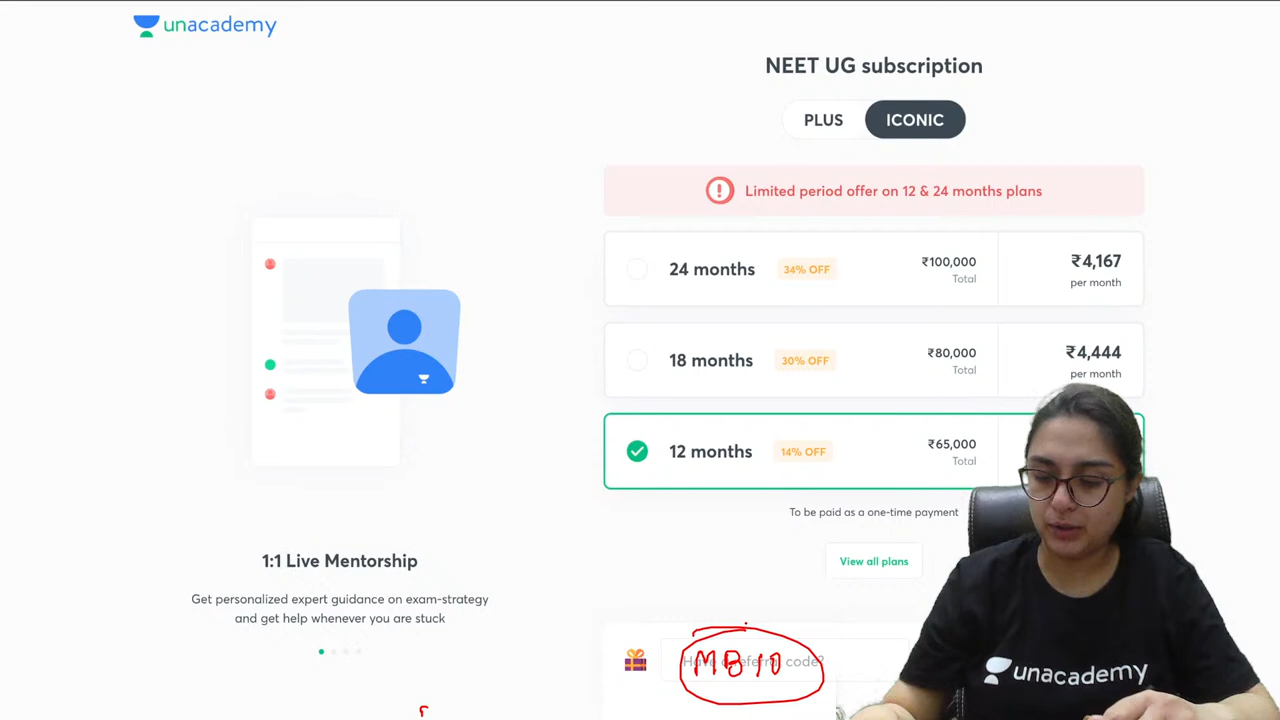 unacademy
NEET UG subscription
PLUS
ICONIC
Limited period offer on 12 & 24 months plans
24 months
34% OFF
₹100,000
Total
₹4,167
per month
18 months
30% OFF
₹80,000
Total
₹4,444
per month
12 months
14% OFF
₹65,000
Total
To be paid as a one-time payment
View all plans
1:1 Live Mentorship
Get personalized expert guidance on exam-strategy
and get help whenever you are stuck
Have a referral code?
MB10
unacademy